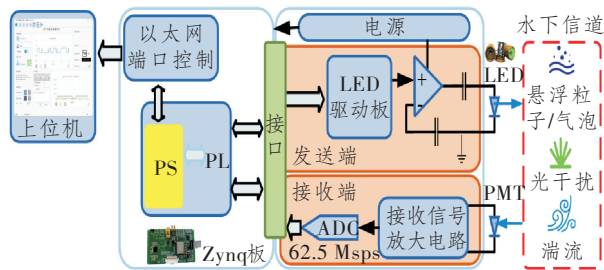 上位机
以太网
端口控制
PS
PL
Zynq板
接
口
电源
LED
驱动板
发送端
接收端
ADC
62.5 Msps
接收信号
放大电路
LED
PMT
水下信道
悬浮粒
子/气泡
光干扰
湍流